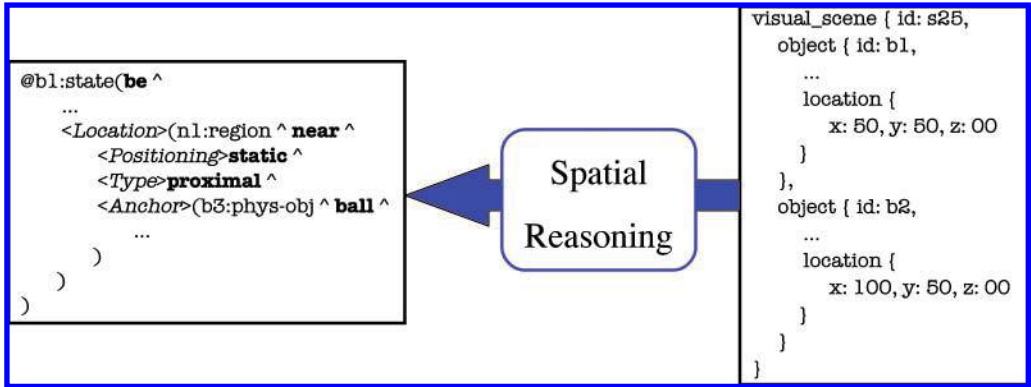 @b1:state(be ^
...
<Location>(n1:region ^ near ^
<Positioning>static ^
<Type>proximal ^
<Anchor>(b3:phys-obj ^ ball ^
...
)
)
)
Spatial
Reasoning
visual_scene { id: s25,
object { id: b1,
...
location {
x: 50, y: 50, z: 00
}
},
object { id: b2,
...
location {
x: 100, y: 50, z: 00
}
}
}